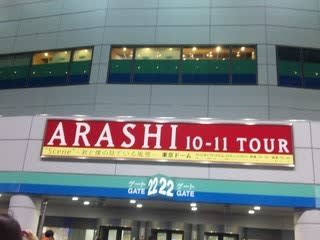 ARASHI 10-11 TOUR
"Scene"~君と僕の見ている風景~ 東京ドーム
ゲート 22 22 ゲート
GATE GATE